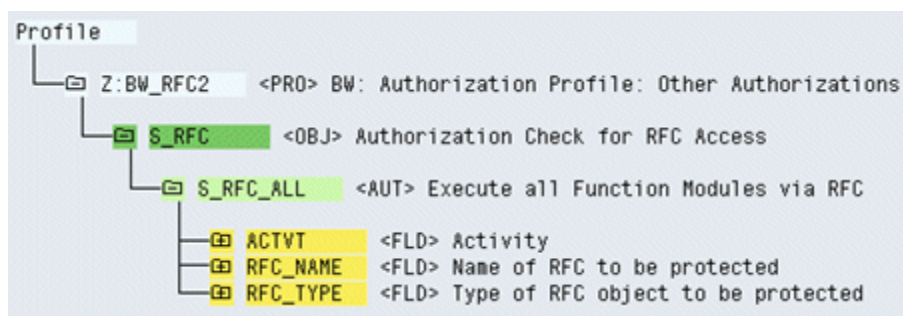 Profile
Z:BW_RFC2 <PRO> BW: Authorization Profile: Other Authorizations
S_RFC <OBJ> Authorization Check for RFC Access
S_RFC_ALL <AUT> Execute all Function Modules via RFC
ACTVT <FLD> Activity
RFC_NAME <FLD> Name of RFC to be protected
RFC_TYPE <FLD> Type of RFC object to be protected